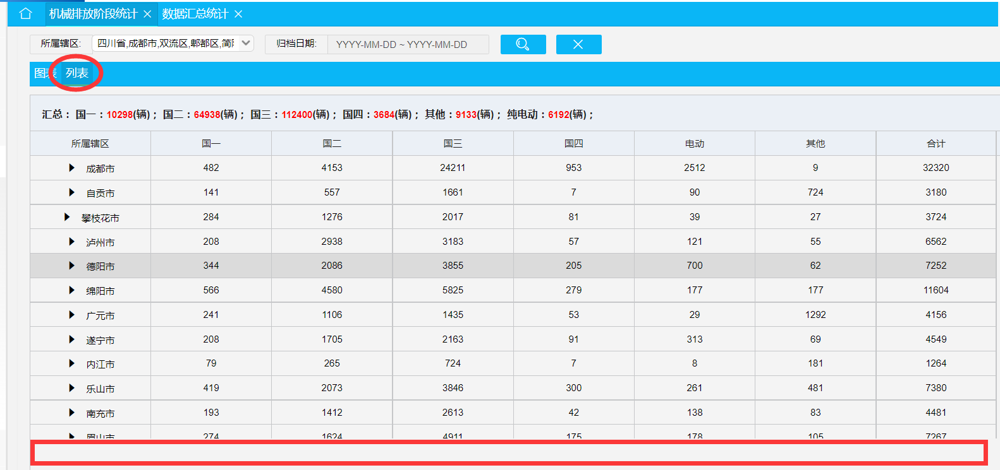 机械排放阶段统计 数据汇总统计
所属辖区: 四川省,成都市,双流区,郫都区,简阳 归档日期: YYYY-MM-DD ~ YYYY-MM-DD
图表 列表
汇总： 国一：10298(辆)； 国二：64938(辆)； 国三：112400(辆)； 国四：3684(辆)； 其他：9133(辆)； 纯电动：6192(辆)；
所属辖区 国一 国二 国三 国四 电动 其他 合计
成都市 482 4153 24211 953 2512 9 32320
自贡市 141 557 1661 7 90 724 3180
攀枝花市 284 1276 2017 81 39 27 3724
泸州市 208 2938 3183 57 121 55 6562
德阳市 344 2086 3855 205 700 62 7252
绵阳市 566 4580 5825 279 177 177 11604
广元市 241 1106 1435 53 29 1292 4156
遂宁市 208 1705 2163 91 313 69 4549
内江市 79 265 724 7 8 181 1264
乐山市 419 2073 3846 300 261 481 7380
南充市 193 1412 2613 42 138 83 4481
眉山市 274 1624 4911 175 178 105 7267